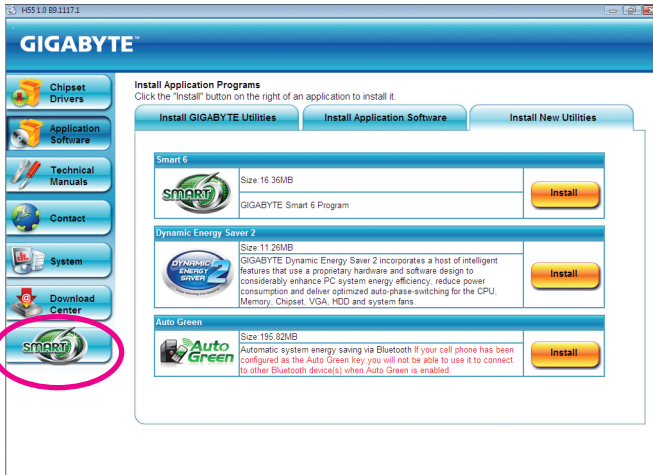 H55 1.0 B9.1117.1
GIGABYTE™
Chipset
Drivers
Application
Software
Technical
Manuals
Contact
System
Download
Center
SMART 6
Install Application Programs
Click the "Install" button on the right of an application to install it.
Install GIGABYTE Utilities
Install Application Software
Install New Utilities
Smart 6
SMART 6
Size:16.36MB
GIGABYTE Smart 6 Program
Install
Dynamic Energy Saver 2
DYNAMIC
ENERGY
SAVER 2
Size:11.26MB
GIGABYTE Dynamic Energy Saver 2 incorporates a host of intelligent
features that use a proprietary hardware and software design to
considerably enhance PC system energy efficiency, reduce power
consumption and deliver optimized auto-phase-switching for the CPU,
Memory, Chipset, VGA, HDD and system fans.
Install
Auto Green
Auto
Green
Size:195.82MB
Automatic system energy saving via Bluetooth If your cell phone has been
configured as the Auto Green key,you will not be able to use it to connect
to other Bluetooth device(s) when Auto Green is enabled.
Install